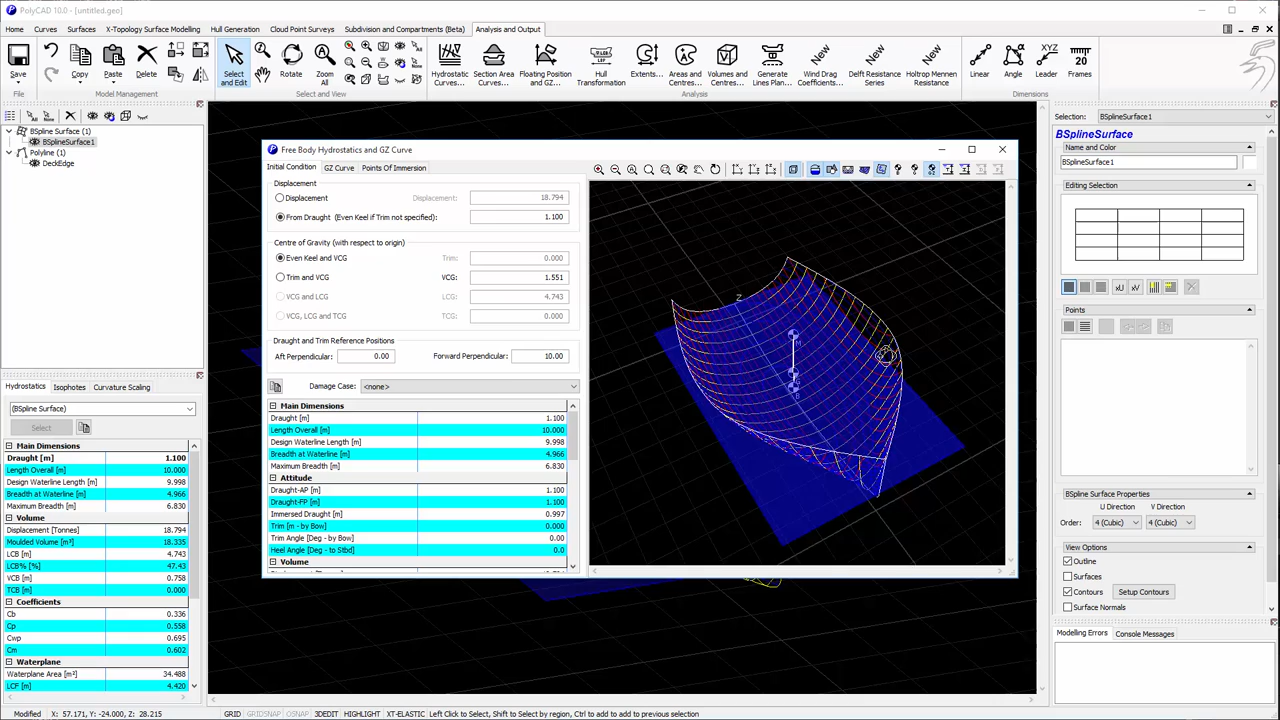 PolyCAD 10.0 - [untitled.geo]
Home Curves Surfaces X-Topology Surface Modelling Hull Generation Cloud Point Surveys Subdivision and Compartments (Beta) Analysis and Output
Save Copy Paste Delete Select and Edit Rotate Zoom All Hydrostatic Curves... Section Area Curves... Floating Position and GZ... Hull Transformation Extents... Areas and Centres... Volumes and Centres... Generate Lines Plan... New Wind Drag Coefficients... New Delft Resistance Series New Holtrop Mennen Resistance Linear Angle XYZ Leader 20 Frames
File Model Management Select and View Analysis Dimensions
BSpline Surface (1)
BSplineSurface1
Polyline (1)
DeckEdge
Hydrostatics Isophotes Curvature Scaling
(BSpline Surface)
Select
Main Dimensions
Draught [m] 1.100
Length Overall [m] 10.000
Design Waterline Length [m] 9.998
Breadth at Waterline [m] 4.966
Maximum Breadth [m] 6.830
Volume
Displacement [Tonnes] 18.794
Moulded Volume [m³] 18.335
LCB [m] 4.743
LCB% [%] 47.43
VCB [m] 0.758
TCB [m] 0.000
Coefficients
Cb 0.336
Cp 0.558
Cwp 0.695
Cm 0.602
Waterplane
Waterplane Area [m²] 34.488
LCF [m] 4.420
Free Body Hydrostatics and GZ Curve
Initial Condition GZ Curve Points Of Immersion
Displacement
Displacement Displacement: 18.794
From Draught (Even Keel if Trim not specified): 1.100
Centre of Gravity (with respect to origin)
Even Keel and VCG Trim: 0.000
Trim and VCG VCG: 1.551
VCG and LCG LCG: 4.743
VCG, LCG and TCG TCG: 0.000
Draught and Trim Reference Positions
Aft Perpendicular: 0.00 Forward Perpendicular: 10.00
Damage Case: <none>
Main Dimensions
Draught [m] 1.100
Length Overall [m] 10.000
Design Waterline Length [m] 9.998
Breadth at Waterline [m] 4.966
Maximum Breadth [m] 6.830
Attitude
Draught-AP [m] 1.100
Draught-FP [m] 1.100
Immersed Draught [m] 0.997
Trim [m - by Bow] 0.000
Trim Angle [Deg - by Bow] 0.00
Heel Angle [Deg - to Stbd] 0.0
Volume
Z
M
B
Selection: BSplineSurface1
BSplineSurface
Name and Color
BSplineSurface1
Editing Selection
xU xV
Points
BSpline Surface Properties
U Direction V Direction
Order: 4 (Cubic) 4 (Cubic)
View Options
Outline
Surfaces
Contours Setup Contours
Surface Normals
Modelling Errors Console Messages
Modified X: 57.171, Y: -24.000, Z: 28.215 GRID GRIDSNAP OSNAP 3DEDIT HIGHLIGHT XT-ELASTIC Left Click to Select, Shift to Select by region, Ctrl to add to add to previous selection